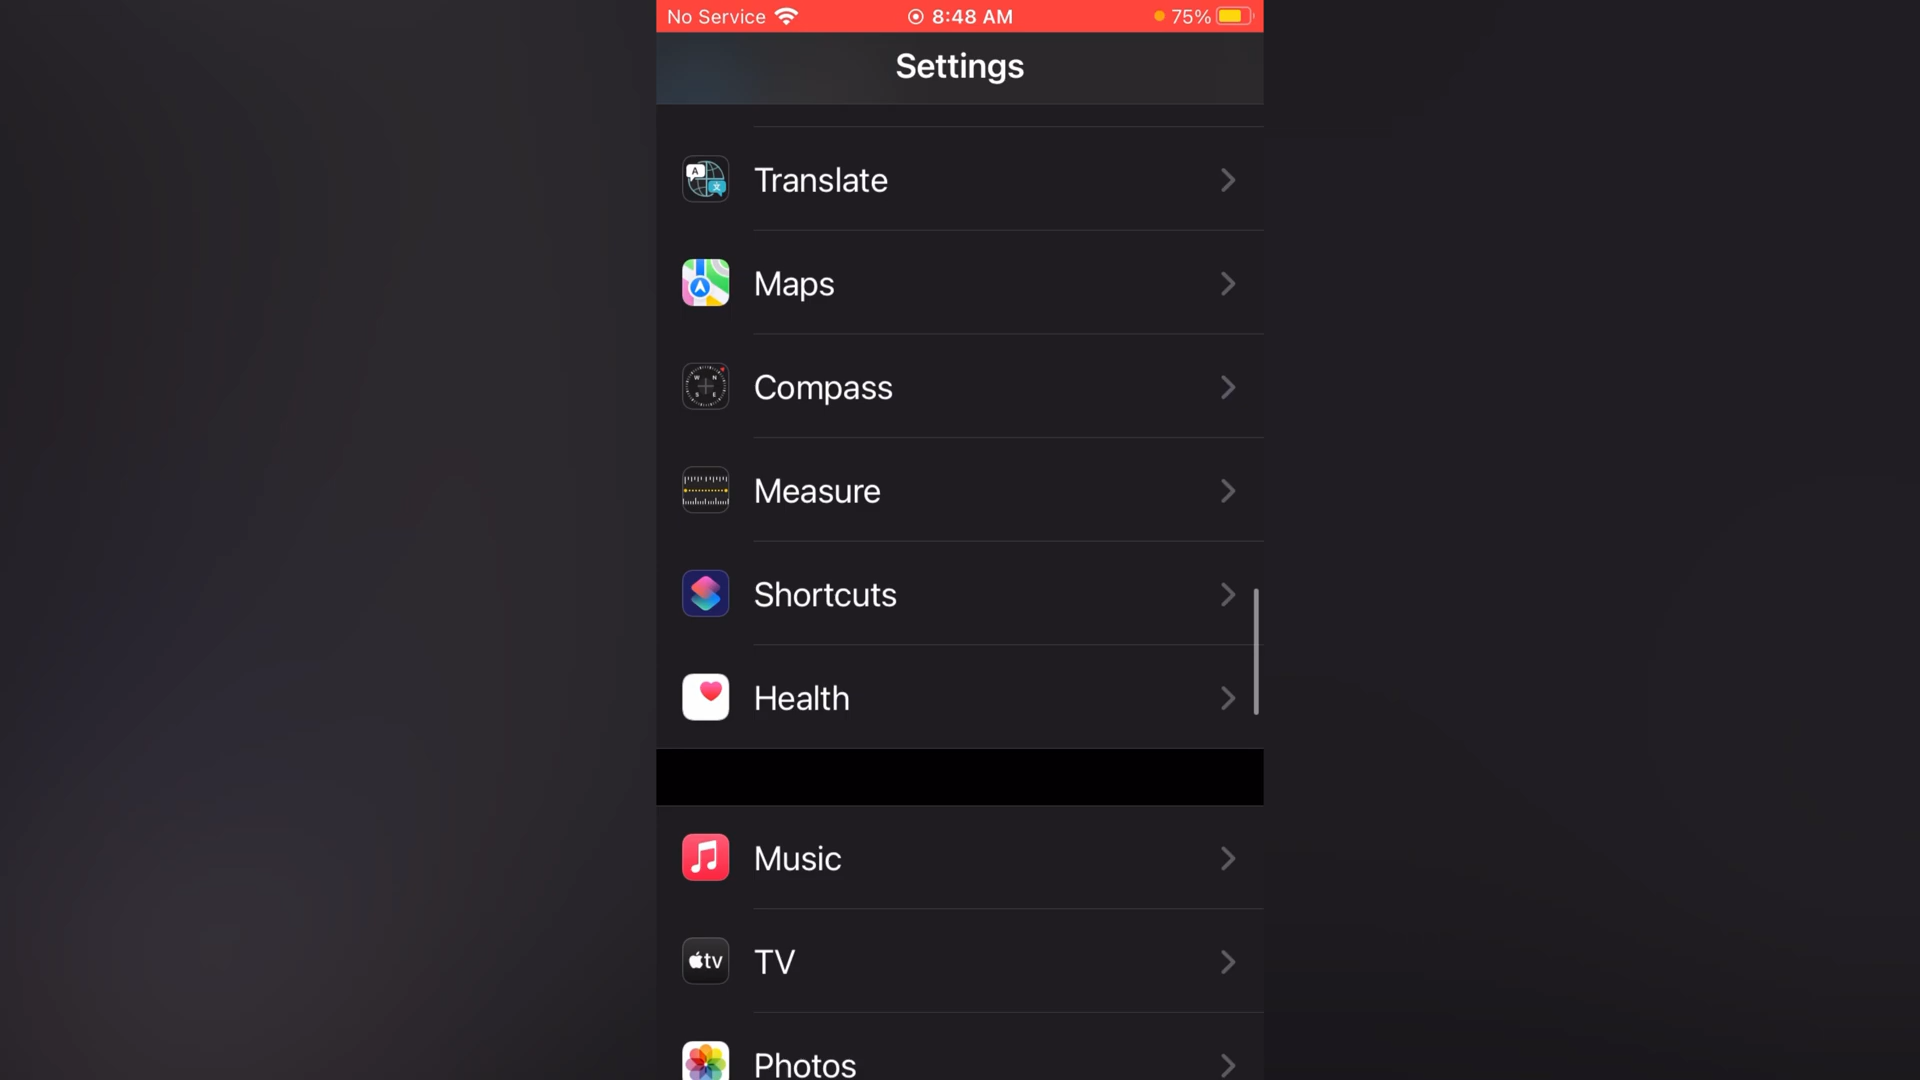 No Service 8:48 AM 75%
Settings
Translate
Maps
Compass
Measure
Shortcuts
Health
Music
tv TV
Photos